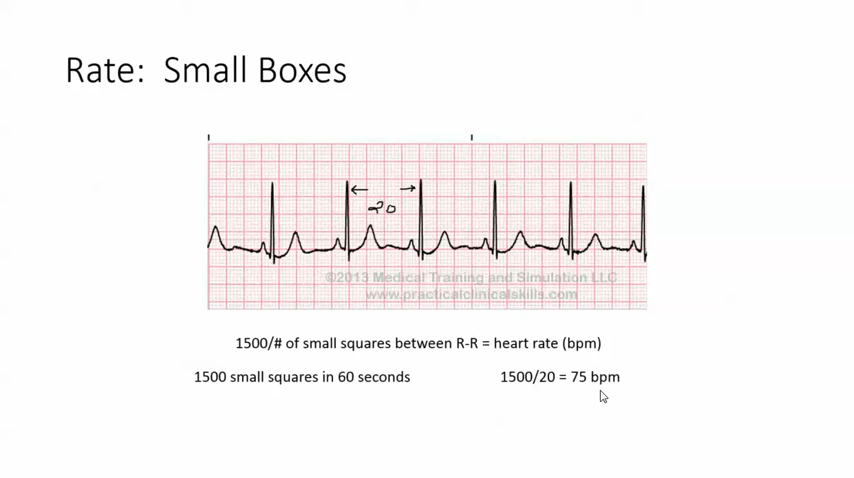 Rate: Small Boxes
20
©2013 Medical Training and Simulation LLC
www.practicalclinicalskills.com
1500/# of small squares between R-R = heart rate (bpm)
1500 small squares in 60 seconds
1500/20 = 75 bpm